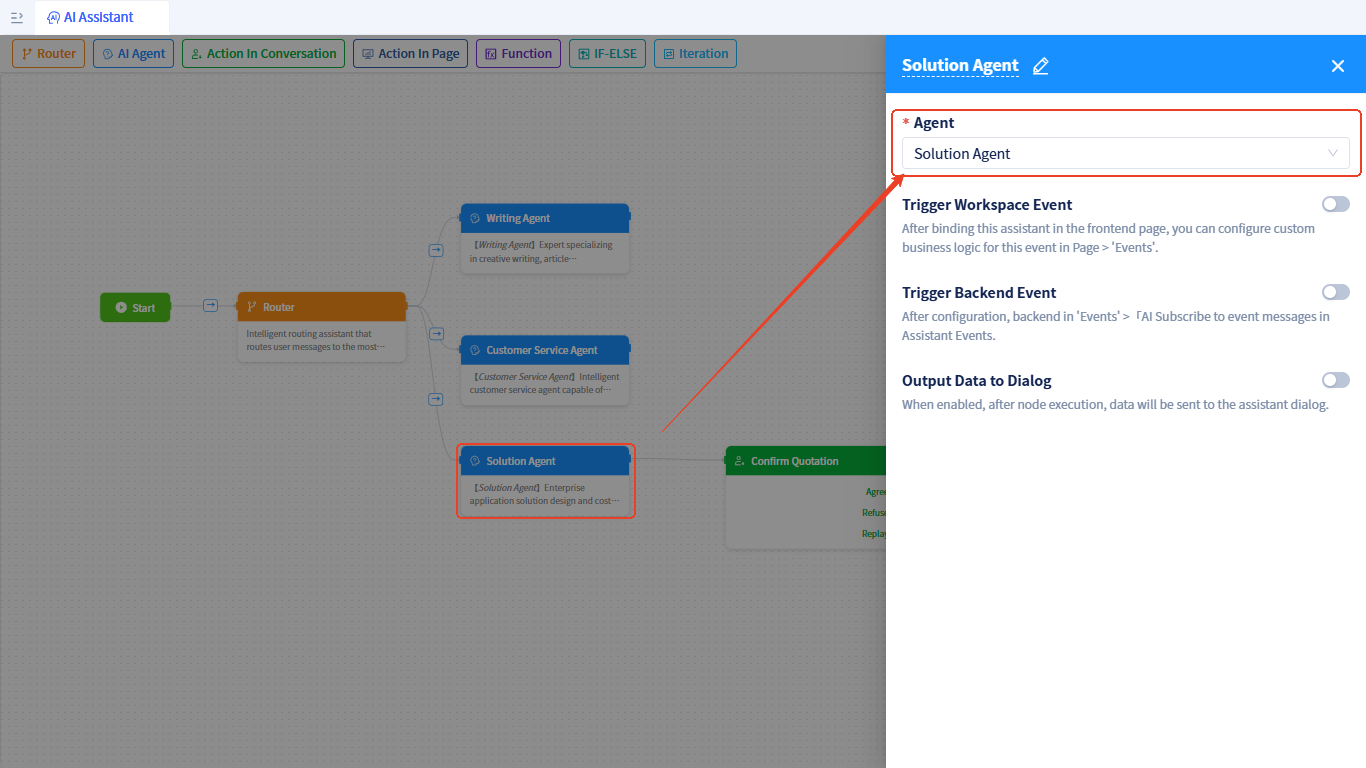 AI Assistant
Router
AI Agent
Action In Conversation
Action In Page
Function
IF-ELSE
Iteration
Start
Router
Intelligent routing assistant that
routes user messages to the most···
Writing Agent
【Writing Agent】Expert specializing
in creative writing, article···
Customer Service Agent
【Customer Service Agent】Intelligent
customer service agent capable of···
Solution Agent
【Solution Agent】Enterprise
application solution design and cost···
Confirm Quotation
Agree
Refuse
Replay
Solution Agent
* Agent
Solution Agent
Trigger Workspace Event
After binding this assistant in the frontend page, you can configure custom
business logic for this event in Page > 'Events'.
Trigger Backend Event
After configuration, backend in 'Events' > 「AI Subscribe to event messages in
Assistant Events.
Output Data to Dialog
When enabled, after node execution, data will be sent to the assistant dialog.